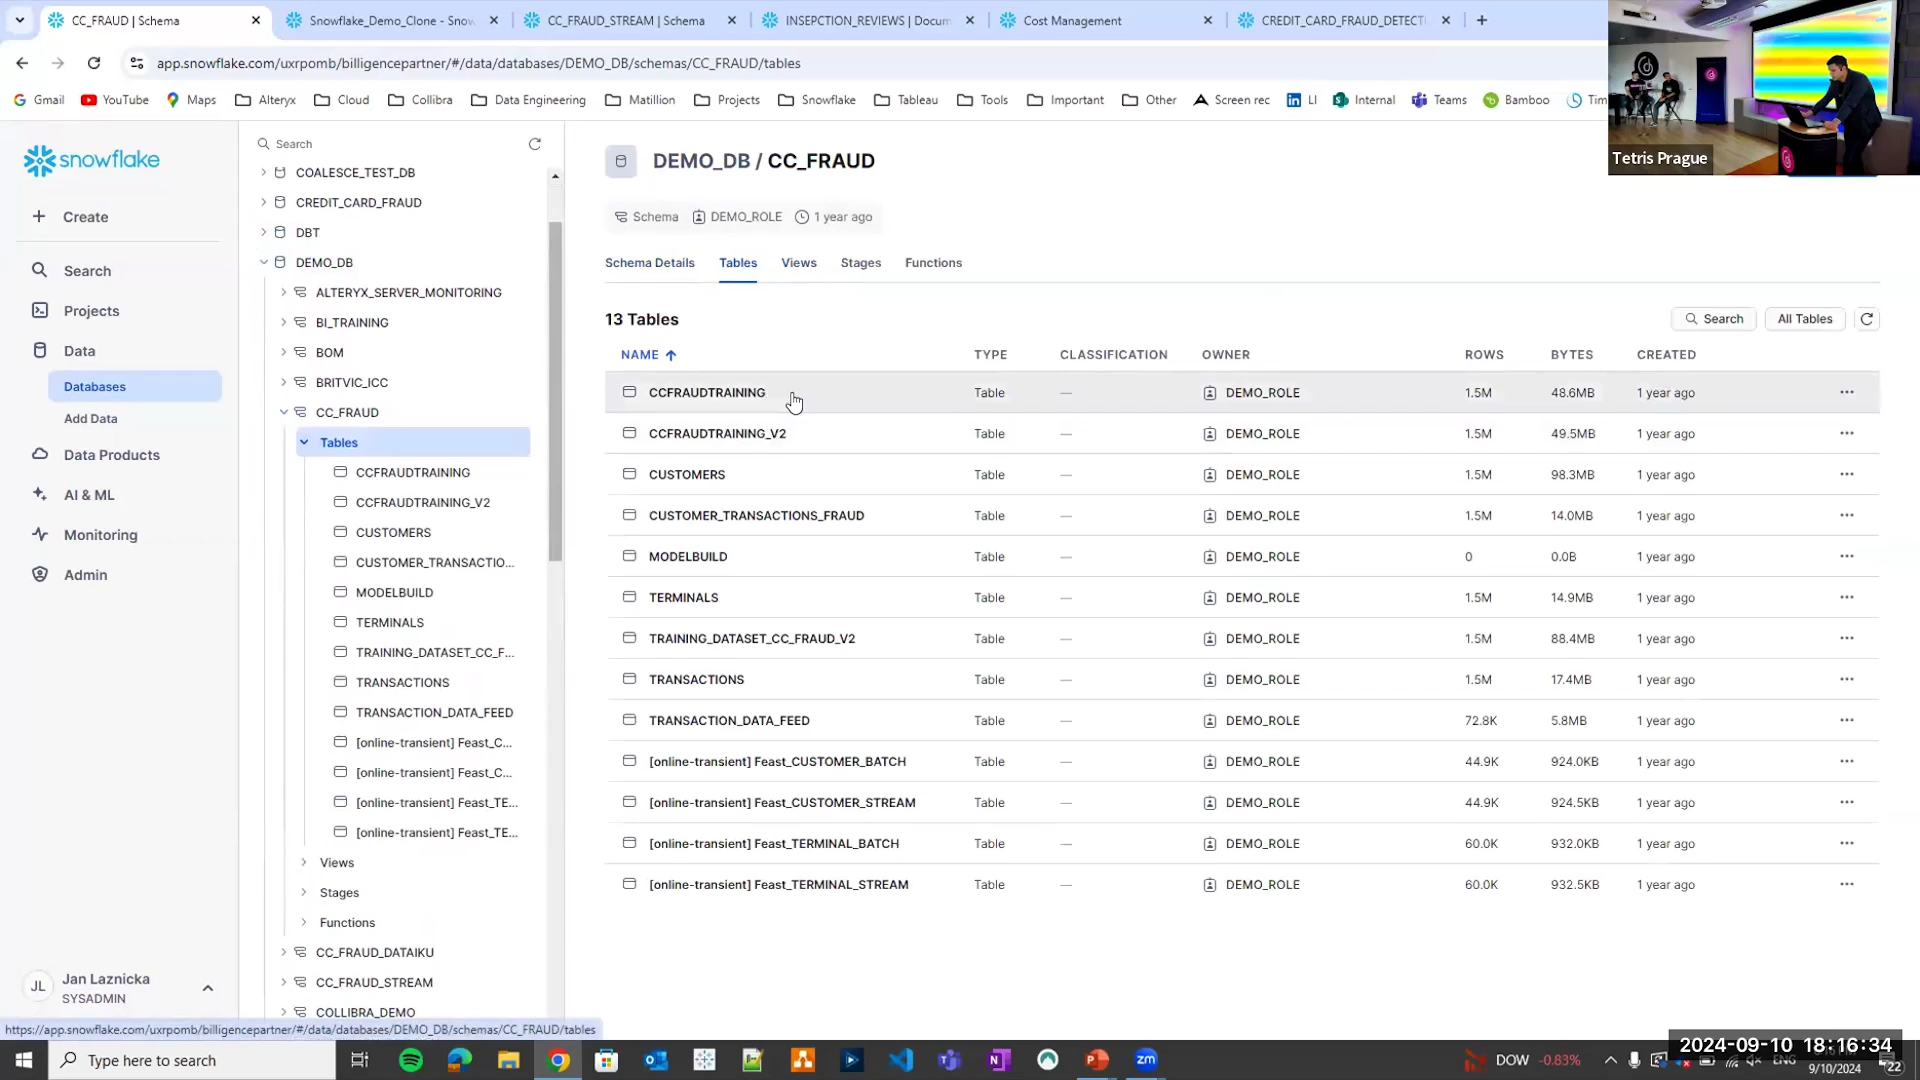 CC_FRAUD | Schema
Snowflake_Demo_Clone - Snow
CC_FRAUD_STREAM | Schema
INSEPCTION_REVIEWS | Docum
Cost Management
CREDIT_CARD_FRAUD_DETECTI
app.snowflake.com/uxrpomb/billigencepartner/#/data/databases/DEMO_DB/schemas/CC_FRAUD/tables
Gmail YouTube Maps Alteryx Cloud Collibra Data Engineering Matillion Projects Snowflake Tableau Tools Important Other Screen rec LI Internal Teams Bamboo Tim
Tetris Prague
snowflake
Create
Search
Projects
Data
Databases
Add Data
Data Products
AI & ML
Monitoring
Admin
JL
Jan Laznicka
SYSADMIN
Search
COALESCE_TEST_DB
CREDIT_CARD_FRAUD
DBT
DEMO_DB
ALTERYX_SERVER_MONITORING
BI_TRAINING
BOM
BRITVIC_ICC
CC_FRAUD
Tables
CCFRAUDTRAINING
CCFRAUDTRAINING_V2
CUSTOMERS
CUSTOMER_TRANSACTIO...
MODELBUILD
TERMINALS
TRAINING_DATASET_CC_F...
TRANSACTIONS
TRANSACTION_DATA_FEED
[online-transient] Feast_C...
[online-transient] Feast_C...
[online-transient] Feast_TE...
[online-transient] Feast_TE...
Views
Stages
Functions
CC_FRAUD_DATAIKU
CC_FRAUD_STREAM
COLLIBRA_DEMO
DEMO_DB / CC_FRAUD
Schema DEMO_ROLE 1 year ago
Schema Details Tables Views Stages Functions
13 Tables
Search All Tables
NAME TYPE CLASSIFICATION OWNER ROWS BYTES CREATED
CCFRAUDTRAINING Table — DEMO_ROLE 1.5M 48.6MB 1 year ago
CCFRAUDTRAINING_V2 Table — DEMO_ROLE 1.5M 49.5MB 1 year ago
CUSTOMERS Table — DEMO_ROLE 1.5M 98.3MB 1 year ago
CUSTOMER_TRANSACTIONS_FRAUD Table — DEMO_ROLE 1.5M 14.0MB 1 year ago
MODELBUILD Table — DEMO_ROLE 0 0.0B 1 year ago
TERMINALS Table — DEMO_ROLE 1.5M 14.9MB 1 year ago
TRAINING_DATASET_CC_FRAUD_V2 Table — DEMO_ROLE 1.5M 88.4MB 1 year ago
TRANSACTIONS Table — DEMO_ROLE 1.5M 17.4MB 1 year ago
TRANSACTION_DATA_FEED Table — DEMO_ROLE 72.8K 5.8MB 1 year ago
[online-transient] Feast_CUSTOMER_BATCH Table — DEMO_ROLE 44.9K 924.0KB 1 year ago
[online-transient] Feast_CUSTOMER_STREAM Table — DEMO_ROLE 44.9K 924.5KB 1 year ago
[online-transient] Feast_TERMINAL_BATCH Table — DEMO_ROLE 60.0K 932.0KB 1 year ago
[online-transient] Feast_TERMINAL_STREAM Table — DEMO_ROLE 60.0K 932.5KB 1 year ago
https://app.snowflake.com/uxrpomb/billigencepartner/#/data/databases/DEMO_DB/schemas/CC_FRAUD/tables
Type here to search
zm
DOW -0.83%
ENG
2024-09-10 18:16:34
9/10/2024
22